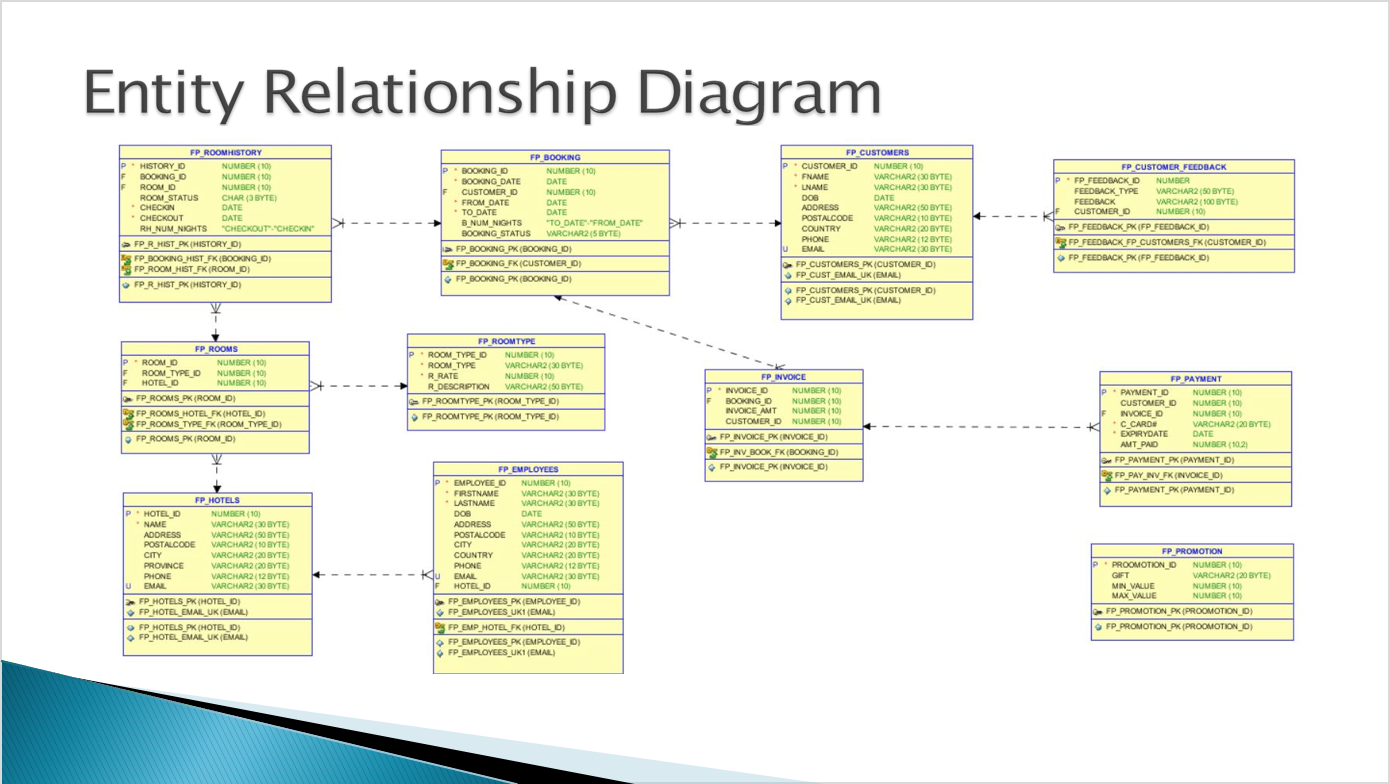 Entity Relationship Diagram
FP_ROOMHISTORY
P * HISTORY_ID NUMBER (10)
F BOOKING_ID NUMBER (10)
F ROOM_ID NUMBER (10)
ROOM_STATUS CHAR (3 BYTE)
* CHECKIN DATE
* CHECKOUT DATE
RH_NUM_NIGHTS "CHECKOUT"-"CHECKIN"
FP_R_HIST_PK (HISTORY_ID)
FP_BOOKING_HIST_FK (BOOKING_ID)
FP_ROOM_HIST_FK (ROOM_ID)
FP_R_HIST_PK (HISTORY_ID)
FP_BOOKING
P * BOOKING_ID NUMBER (10)
* BOOKING_DATE DATE
F CUSTOMER_ID NUMBER (10)
* FROM_DATE DATE
* TO_DATE DATE
B_NUM_NIGHTS "TO_DATE"-"FROM_DATE"
BOOKING_STATUS VARCHAR2 (5 BYTE)
FP_BOOKING_PK (BOOKING_ID)
FP_BOOKING_FK (CUSTOMER_ID)
FP_BOOKING_PK (BOOKING_ID)
FP_CUSTOMERS
P * CUSTOMER_ID NUMBER (10)
* FNAME VARCHAR2 (30 BYTE)
* LNAME VARCHAR2 (30 BYTE)
DOB DATE
ADDRESS VARCHAR2 (50 BYTE)
POSTALCODE VARCHAR2 (10 BYTE)
COUNTRY VARCHAR2 (20 BYTE)
PHONE VARCHAR2 (12 BYTE)
U EMAIL VARCHAR2 (30 BYTE)
FP_CUSTOMERS_PK (CUSTOMER_ID)
FP_CUST_EMAIL_UK (EMAIL)
FP_CUSTOMERS_PK (CUSTOMER_ID)
FP_CUST_EMAIL_UK (EMAIL)
FP_CUSTOMER_FEEDBACK
P * FP_FEEDBACK_ID NUMBER
FEEDBACK_TYPE VARCHAR2 (50 BYTE)
FEEDBACK VARCHAR2 (100 BYTE)
F CUSTOMER_ID NUMBER (10)
FP_FEEDBACK_PK (FP_FEEDBACK_ID)
FP_FEEDBACK_FP_CUSTOMERS_FK (CUSTOMER_ID)
FP_FEEDBACK_PK (FP_FEEDBACK_ID)
FP_ROOMS
P * ROOM_ID NUMBER (10)
F ROOM_TYPE_ID NUMBER (10)
F HOTEL_ID NUMBER (10)
FP_ROOMS_PK (ROOM_ID)
FP_ROOMS_HOTEL_FK (HOTEL_ID)
FP_ROOMS_TYPE_FK (ROOM_TYPE_ID)
FP_ROOMS_PK (ROOM_ID)
FP_ROOMTYPE
P * ROOM_TYPE_ID NUMBER (10)
* ROOM_TYPE VARCHAR2 (30 BYTE)
* R_RATE NUMBER (10)
R_DESCRIPTION VARCHAR2 (50 BYTE)
FP_ROOMTYPE_PK (ROOM_TYPE_ID)
FP_ROOMTYPE_PK (ROOM_TYPE_ID)
FP_INVOICE
P * INVOICE_ID NUMBER (10)
F BOOKING_ID NUMBER (10)
INVOICE_AMT NUMBER (10)
CUSTOMER_ID NUMBER (10)
FP_INVOICE_PK (INVOICE_ID)
FP_INV_BOOK_FK (BOOKING_ID)
FP_INVOICE_PK (INVOICE_ID)
FP_PAYMENT
P * PAYMENT_ID NUMBER (10)
CUSTOMER_ID NUMBER (10)
F INVOICE_ID NUMBER (10)
* C_CARD# VARCHAR2 (20 BYTE)
* EXPIRYDATE DATE
AMT_PAID NUMBER (10,2)
FP_PAYMENT_PK (PAYMENT_ID)
FP_PAY_INV_FK (INVOICE_ID)
FP_PAYMENT_PK (PAYMENT_ID)
FP_HOTELS
P * HOTEL_ID NUMBER (10)
* NAME VARCHAR2 (30 BYTE)
ADDRESS VARCHAR2 (50 BYTE)
POSTALCODE VARCHAR2 (10 BYTE)
CITY VARCHAR2 (20 BYTE)
PROVINCE VARCHAR2 (20 BYTE)
PHONE VARCHAR2 (12 BYTE)
U EMAIL VARCHAR2 (30 BYTE)
FP_HOTELS_PK (HOTEL_ID)
FP_HOTEL_EMAIL_UK (EMAIL)
FP_HOTELS_PK (HOTEL_ID)
FP_HOTEL_EMAIL_UK (EMAIL)
FP_EMPLOYEES
P * EMPLOYEE_ID NUMBER (10)
* FIRSTNAME VARCHAR2 (30 BYTE)
* LASTNAME VARCHAR2 (30 BYTE)
DOB DATE
ADDRESS VARCHAR2 (50 BYTE)
POSTALCODE VARCHAR2 (10 BYTE)
CITY VARCHAR2 (20 BYTE)
COUNTRY VARCHAR2 (20 BYTE)
PHONE VARCHAR2 (12 BYTE)
U EMAIL VARCHAR2 (30 BYTE)
F HOTEL_ID NUMBER (10)
FP_EMPLOYEES_PK (EMPLOYEE_ID)
FP_EMPLOYEES_UK1 (EMAIL)
FP_EMP_HOTEL_FK (HOTEL_ID)
FP_EMPLOYEES_PK (EMPLOYEE_ID)
FP_EMPLOYEES_UK1 (EMAIL)
FP_PROMOTION
P * PROOMOTION_ID NUMBER (10)
GIFT VARCHAR2 (20 BYTE)
MIN_VALUE NUMBER (10)
MAX_VALUE NUMBER (10)
FP_PROMOTION_PK (PROOMOTION_ID)
FP_PROMOTION_PK (PROOMOTION_ID)